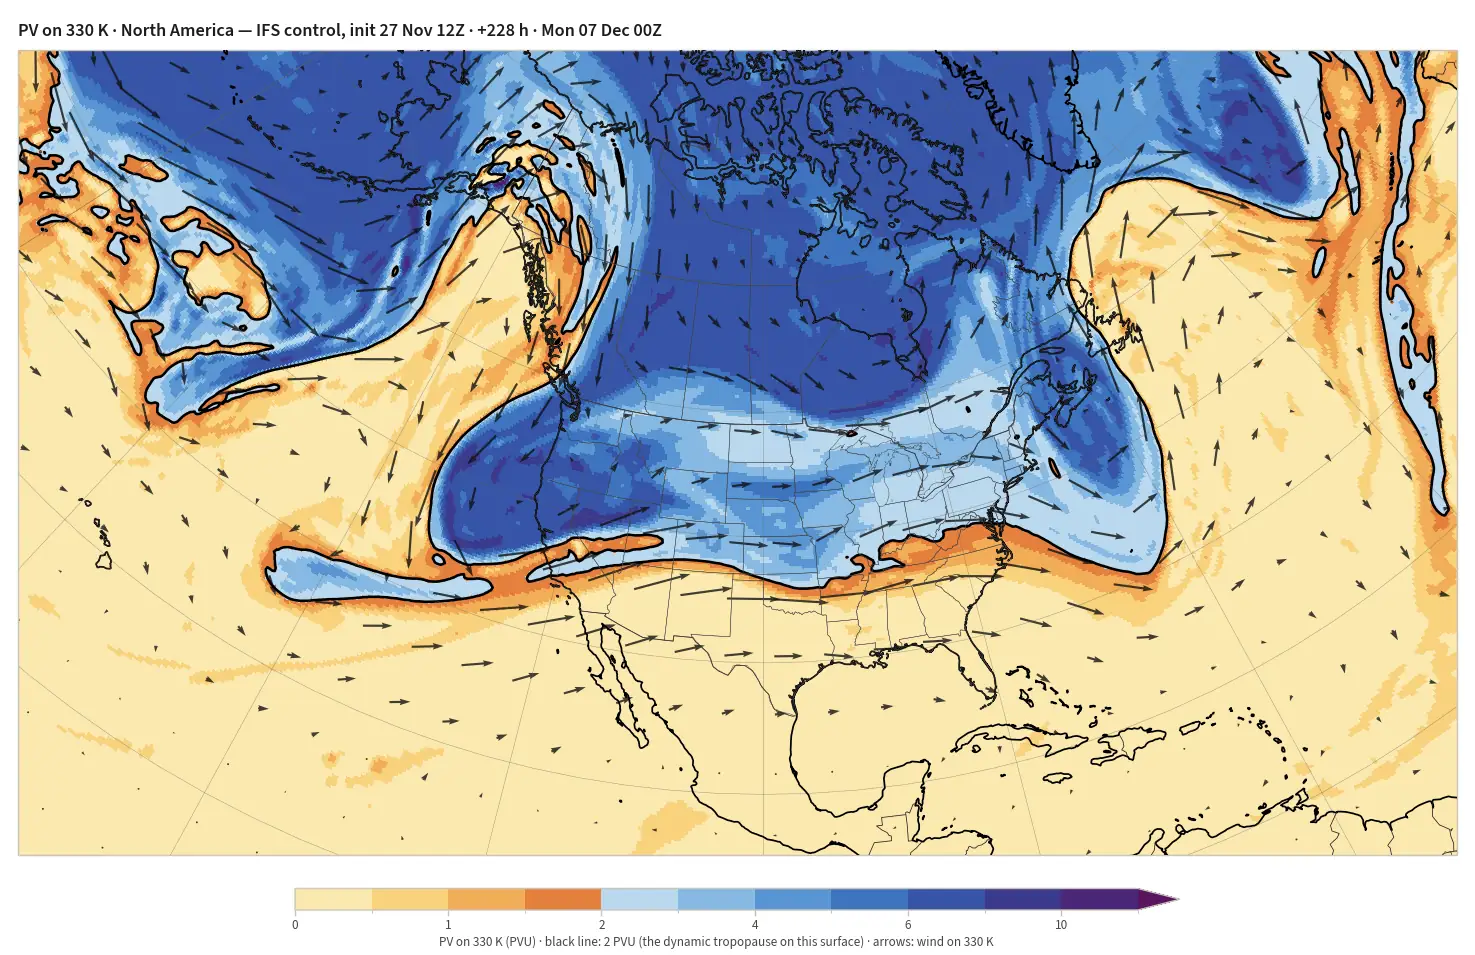 PV on 330 K · North America — IFS control, init 27 Nov 12Z · +228 h · Mon 07 Dec 00Z
0 1 2 4 6 10
PV on 330 K (PVU) · black line: 2 PVU (the dynamic tropopause on this surface) · arrows: wind on 330 K